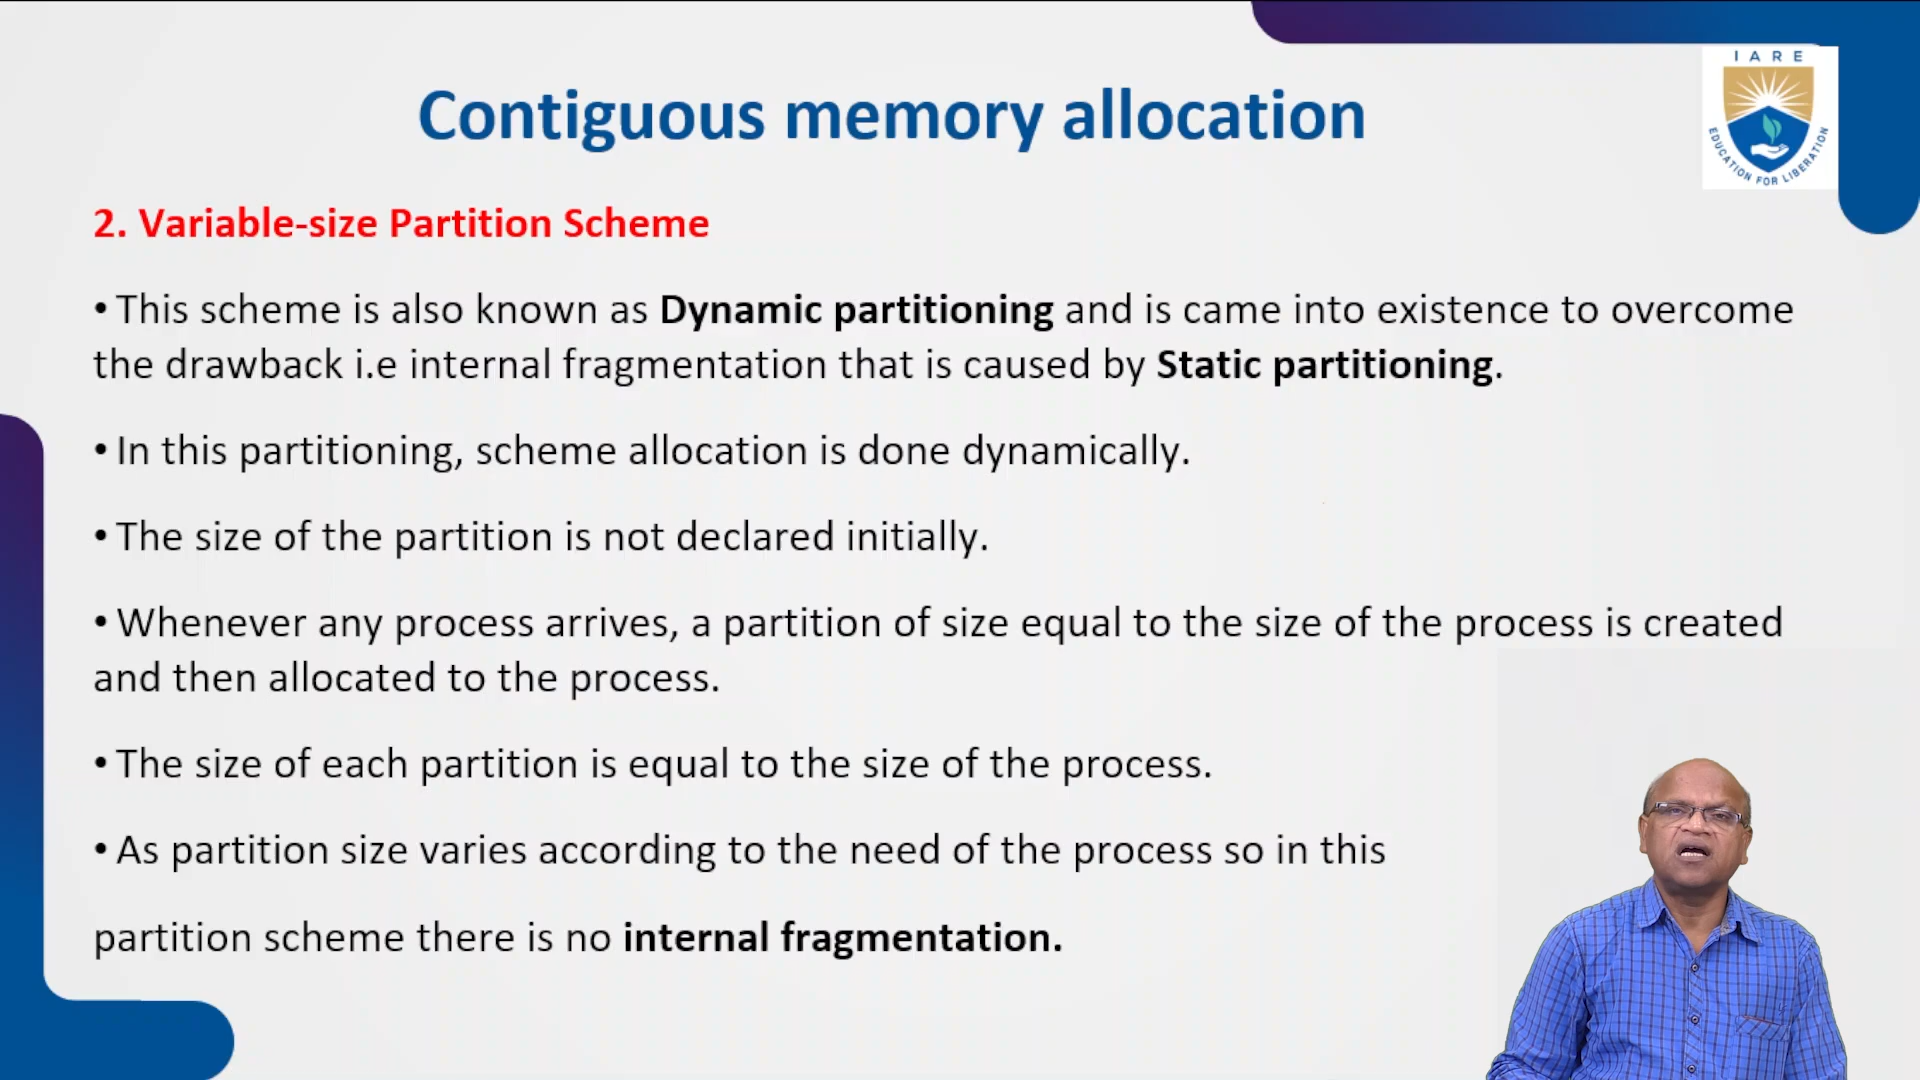 IARE
EDUCATION FOR LIBERATION
Contiguous memory allocation
2. Variable-size Partition Scheme
• This scheme is also known as Dynamic partitioning and is came into existence to overcome
the drawback i.e internal fragmentation that is caused by Static partitioning.
• In this partitioning, scheme allocation is done dynamically.
• The size of the partition is not declared initially.
• Whenever any process arrives, a partition of size equal to the size of the process is created
and then allocated to the process.
• The size of each partition is equal to the size of the process.
• As partition size varies according to the need of the process so in this
partition scheme there is no internal fragmentation.